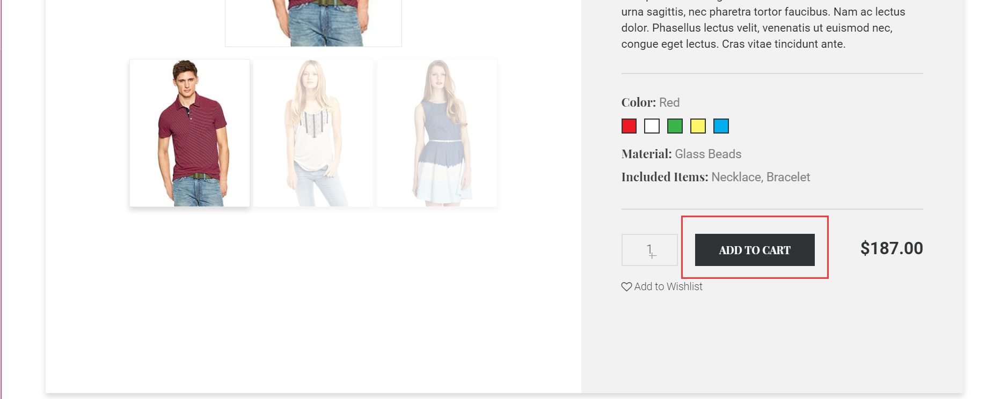 urna sagittis, nec pharetra tortor faucibus. Nam ac lectus
dolor. Phasellus lectus velit, venenatis ut euismod nec,
congue eget lectus. Cras vitae tincidunt ante.
Color: Red
Material: Glass Beads
Included Items: Necklace, Bracelet
1 +
ADD TO CART
$187.00
Add to Wishlist